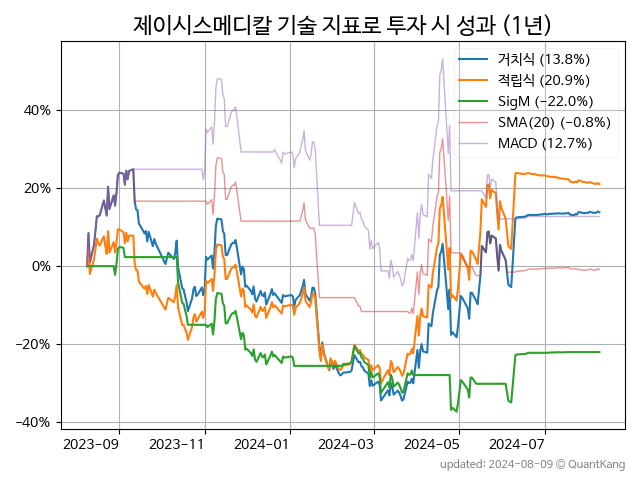 제이시스메디칼 기술 지표로 투자 시 성과 (1년)
거치식 (13.8%)
적립식 (20.9%)
SigM (−22.0%)
SMA(20) (−0.8%)
MACD (12.7%)
40%
20%
0%
−20%
−40%
2023-09 2023-11 2024-01 2024-03 2024-05 2024-07
updated: 2024-08-09 © QuantKang